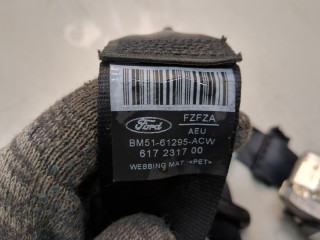 Ford
FZFZA
AEU
BM51-61295-ACW
617 2317 00
WEBBING MAT. <PET>